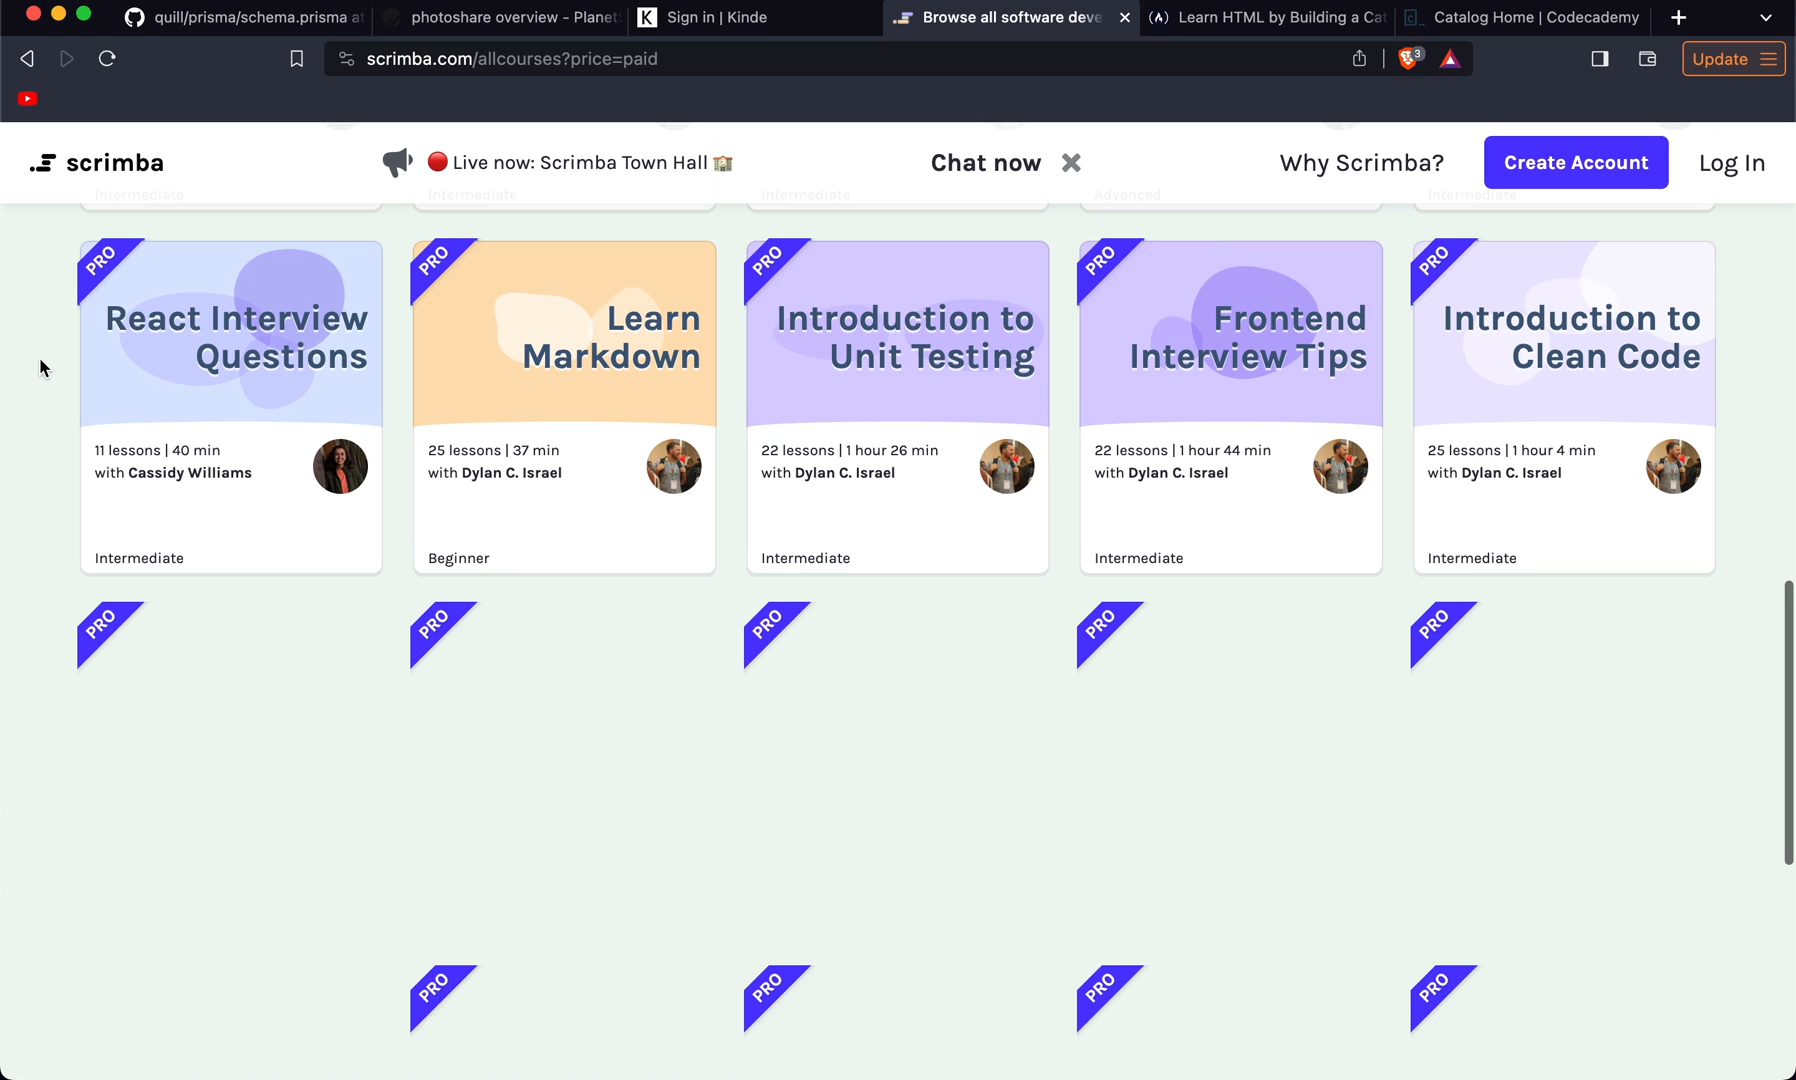 quill/prisma/schema.prisma at
photoshare overview - Planet
Sign in | Kinde
Browse all software deve
Learn HTML by Building a Cat
Catalog Home | Codecademy
scrimba.com/allcourses?price=paid
3
Update
scrimba
Live now: Scrimba Town Hall
Chat now
Why Scrimba?
Create Account
Log In
Intermediate
Intermediate
Intermediate
Advanced
Intermediate
PRO
React Interview
Questions
11 lessons | 40 min
with Cassidy Williams
Intermediate
PRO
Learn
Markdown
25 lessons | 37 min
with Dylan C. Israel
Beginner
PRO
Introduction to
Unit Testing
22 lessons | 1 hour 26 min
with Dylan C. Israel
Intermediate
PRO
Frontend
Interview Tips
22 lessons | 1 hour 44 min
with Dylan C. Israel
Intermediate
PRO
Introduction to
Clean Code
25 lessons | 1 hour 4 min
with Dylan C. Israel
Intermediate
PRO
PRO
PRO
PRO
PRO
PRO
PRO
PRO
PRO